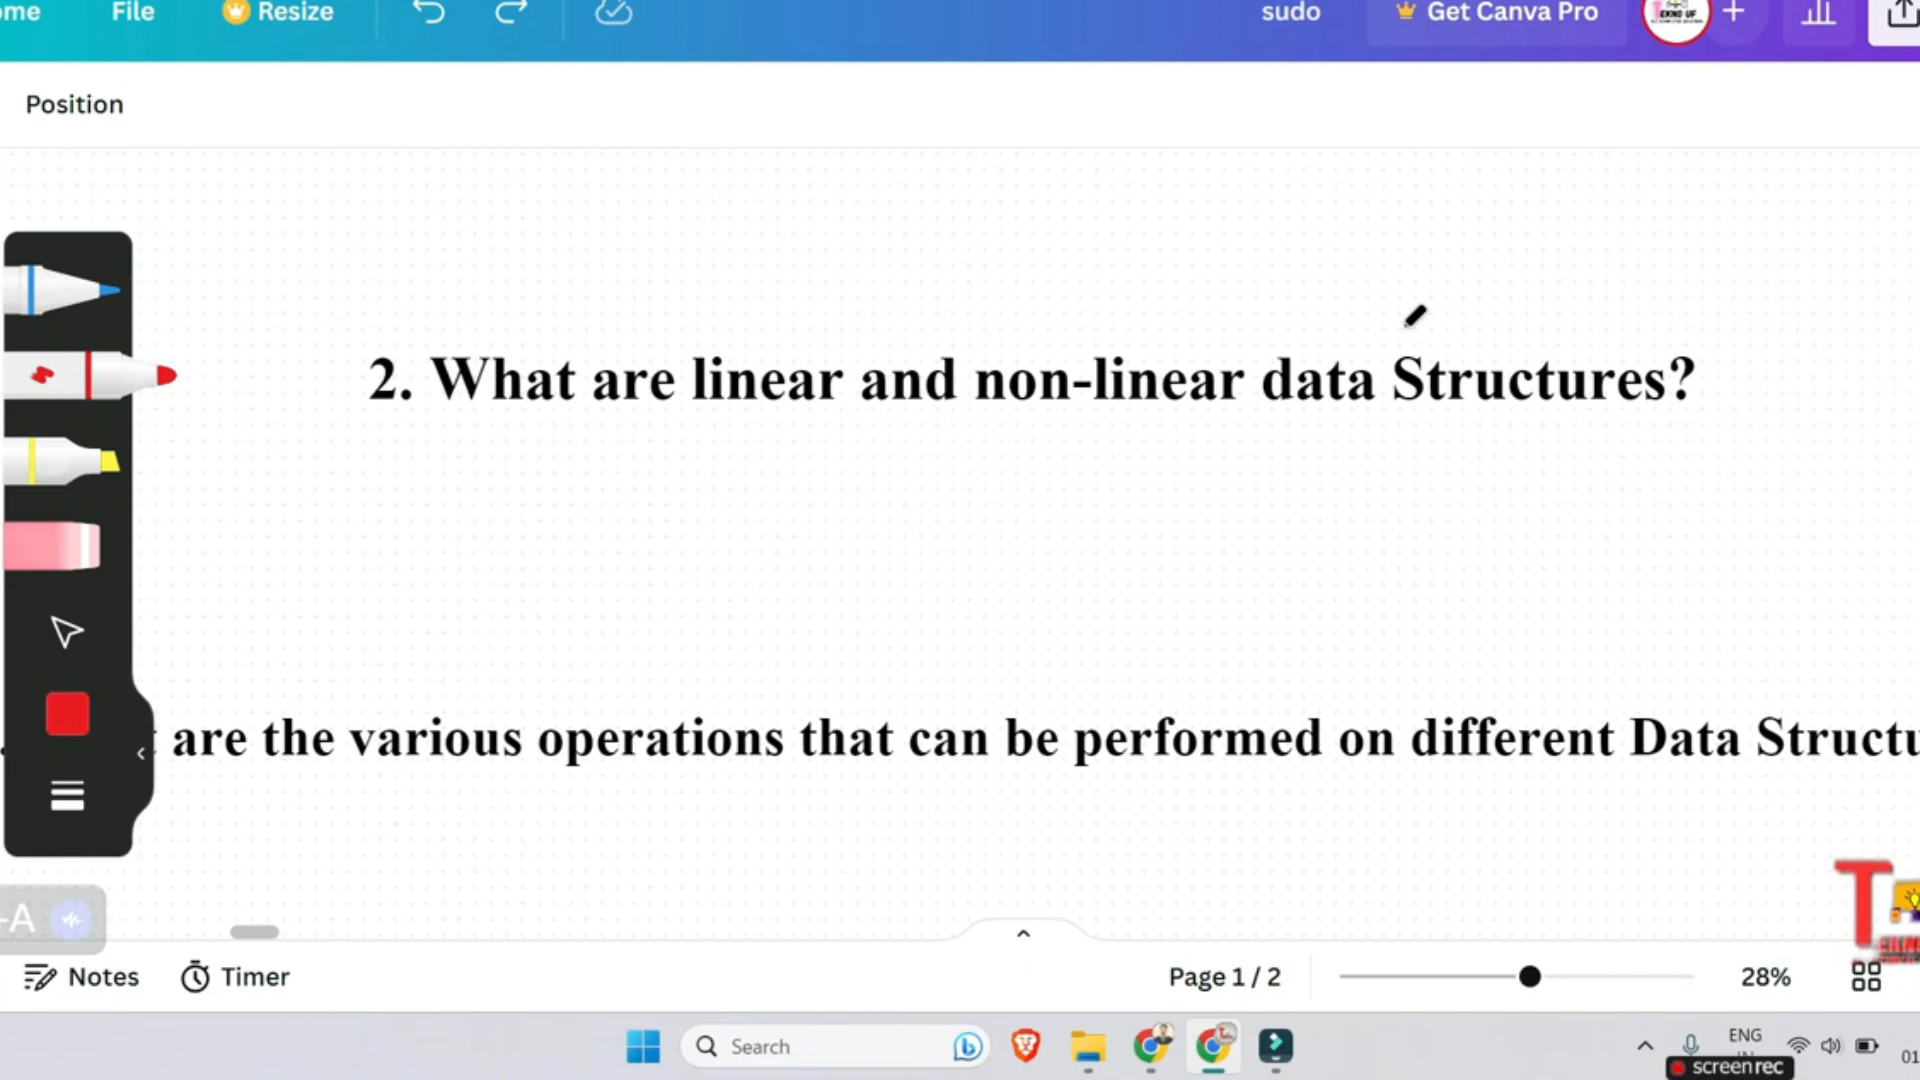 ome File Resize sudo Get Canva Pro
Position
2. What are linear and non-linear data Structures?
are the various operations that can be performed on different Data Structu
Notes Timer Page 1 / 2 28%
Search ENG
screenrec